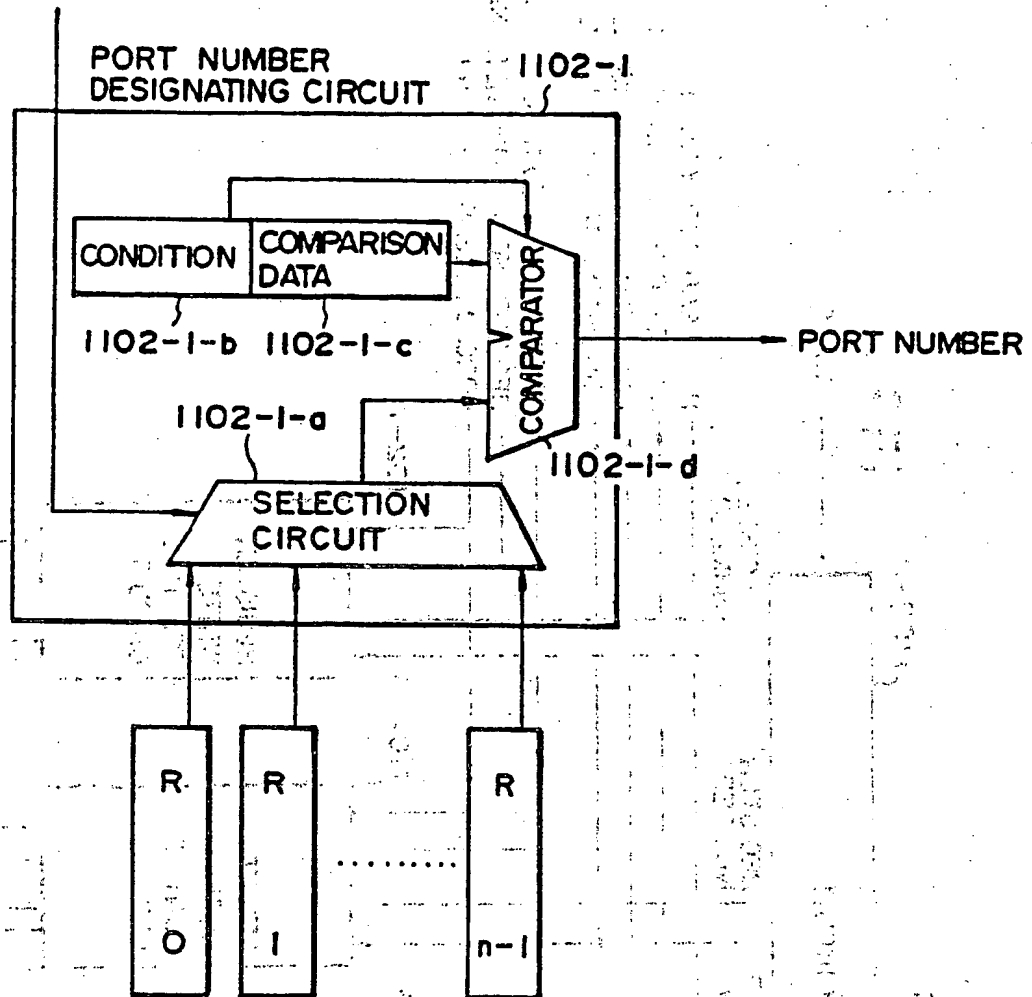 PORT NUMBER
DESIGNATING CIRCUIT
1102-1
CONDITION
COMPARISON
DATA
1102-1-b
1102-1-c
COMPARATOR
PORT NUMBER
1102-1-a
1102-1-d
SELECTION
CIRCUIT
R R R
.........
0 1 n-1